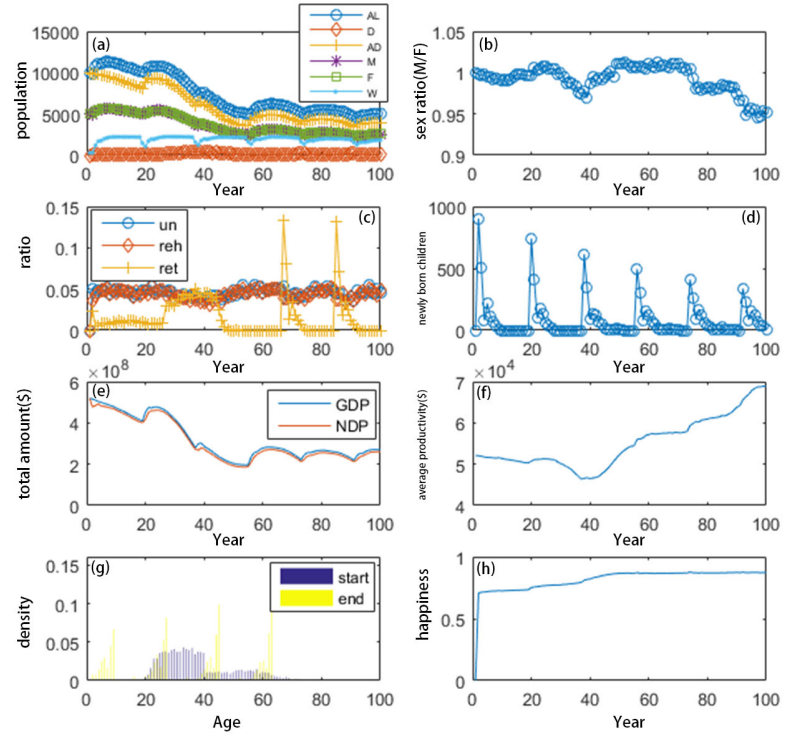 (a)
15000
10000
5000
0
population
AL
D
AD
M
F
W
0 20 40 60 80 100
Year
(b)
1.05
1
0.95
0.9
sex ratio(M/F)
0 20 40 60 80 100
Year
(c)
0.15
0.1
0.05
0
ratio
un
reh
ret
0 20 40 60 80 100
Year
(d)
1000
500
0
newly born children
0 20 40 60 80 100
Year
(e)
×10^8
6
4
2
0
total amount($)
GDP
NDP
0 20 40 60 80 100
Year
(f)
×10^4
7
6
5
4
average productivity($)
0 20 40 60 80 100
Year
(g)
0.15
0.1
0.05
0
density
start
end
0 20 40 60 80 100
Age
(h)
1
0.5
0
happiness
0 20 40 60 80 100
Year